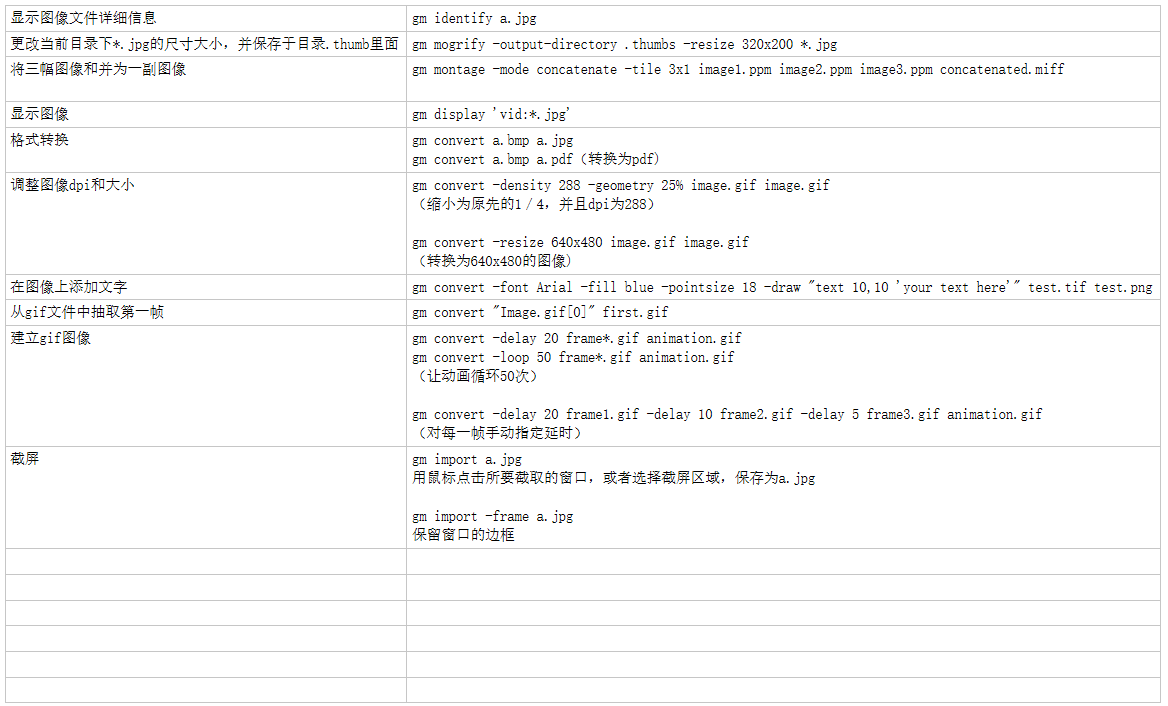 显示图像文件详细信息
gm identify a.jpg
更改当前目录下*.jpg的尺寸大小，并保存于目录.thumb里面
gm mogrify -output-directory .thumbs -resize 320x200 *.jpg
将三幅图像和并为一副图像
gm montage -mode concatenate -tile 3x1 image1.ppm image2.ppm image3.ppm concatenated.miff
显示图像
gm display 'vid:*.jpg'
格式转换
gm convert a.bmp a.jpg
gm convert a.bmp a.pdf（转换为pdf）
调整图像dpi和大小
gm convert -density 288 -geometry 25% image.gif image.gif
（缩小为原先的1／4，并且dpi为288）
gm convert -resize 640x480 image.gif image.gif
（转换为640x480的图像)
在图像上添加文字
gm convert -font Arial -fill blue -pointsize 18 -draw "text 10,10 'your text here'" test.tif test.png
从gif文件中抽取第一帧
gm convert "Image.gif[0]" first.gif
建立gif图像
gm convert -delay 20 frame*.gif animation.gif
gm convert -loop 50 frame*.gif animation.gif
（让动画循环50次）
gm convert -delay 20 frame1.gif -delay 10 frame2.gif -delay 5 frame3.gif animation.gif
（对每一帧手动指定延时）
截屏
gm import a.jpg
用鼠标点击所要截取的窗口，或者选择截屏区域，保存为a.jpg
gm import -frame a.jpg
保留窗口的边框